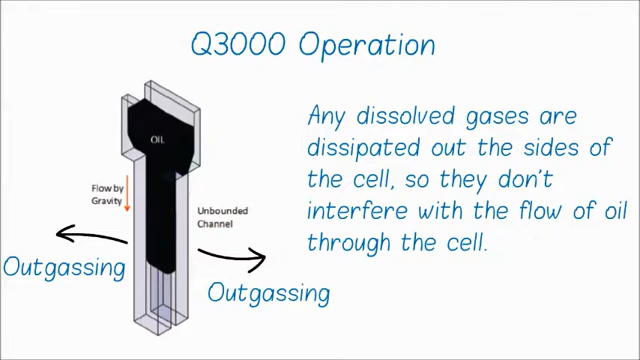 Q3000 Operation
Any dissolved gases are
dissipated out the sides of
the cell, so they don't
interfere with the flow of oil
through the cell.
OIL
Flow by
Gravity
Unbounded
Channel
Outgassing
Outgassing